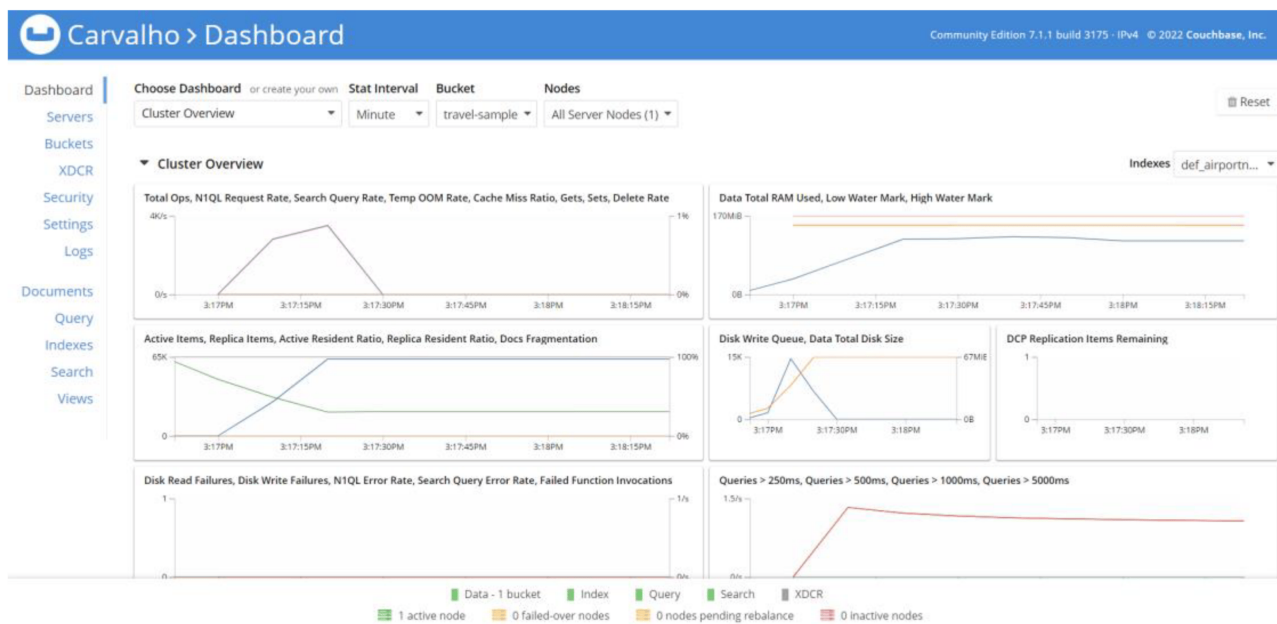 Carvalho > Dashboard
Community Edition 7.1.1 build 3175 · IPv4 © 2022 Couchbase, Inc.
Dashboard
Servers
Buckets
XDCR
Security
Settings
Logs
Documents
Query
Indexes
Search
Views
Choose Dashboard or create your own Stat Interval Bucket Nodes
Cluster Overview Minute travel-sample All Server Nodes (1)
Reset
Cluster Overview
Indexes def_airportn...
Total Ops, N1QL Request Rate, Search Query Rate, Temp OOM Rate, Cache Miss Ratio, Gets, Sets, Delete Rate
4K/s 1%
0/s 0%
3:17PM 3:17:15PM 3:17:30PM 3:17:45PM 3:18PM 3:18:15PM
Data Total RAM Used, Low Water Mark, High Water Mark
170MiB
0B
3:17PM 3:17:15PM 3:17:30PM 3:17:45PM 3:18PM 3:18:15PM
Active Items, Replica Items, Active Resident Ratio, Replica Resident Ratio, Docs Fragmentation
65K 100%
0 0%
3:17PM 3:17:15PM 3:17:30PM 3:17:45PM 3:18PM 3:18:15PM
Disk Write Queue, Data Total Disk Size
15K 67MiB
0 0B
3:17PM 3:17:30PM 3:18PM
DCP Replication Items Remaining
1
0
3:17PM 3:17:30PM 3:18PM
Disk Read Failures, Disk Write Failures, N1QL Error Rate, Search Query Error Rate, Failed Function Invocations
1 1/s
0 0/s
Queries > 250ms, Queries > 500ms, Queries > 1000ms, Queries > 5000ms
1.5/s
0/s
Data - 1 bucket Index Query Search XDCR
1 active node 0 failed-over nodes 0 nodes pending rebalance 0 inactive nodes